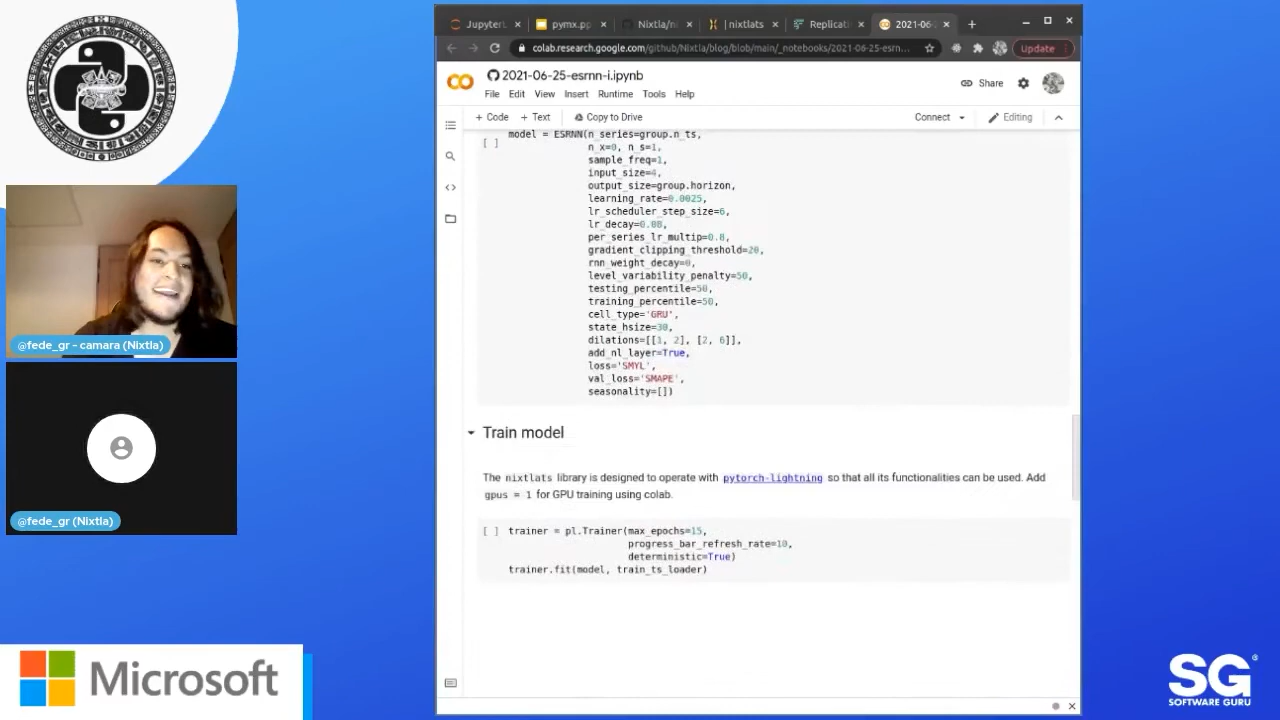 Jupyter
pymx.pp
Nixtla/ni
nixtlats
Replicati
2021-06-
colab.research.google.com/github/Nixtla/blog/blob/main/_notebooks/2021-06-25-esrn...
Update
2021-06-25-esrnn-i.ipynb
Share
File Edit View Insert Runtime Tools Help
+ Code + Text Copy to Drive
Connect
Editing
[ ]
model = ESRNN(n_series=group.n_ts,
n_x=0, n_s=1,
sample_freq=1,
input_size=4,
output_size=group.horizon,
learning_rate=0.0025,
lr_scheduler_step_size=6,
lr_decay=0.08,
per_series_lr_multip=0.8,
gradient_clipping_threshold=20,
rnn_weight_decay=0,
level_variability_penalty=50,
testing_percentile=50,
training_percentile=50,
cell_type='GRU',
state_hsize=30,
dilations=[[1, 2], [2, 6]],
add_nl_layer=True,
loss='SMYL',
val_loss='SMAPE',
seasonality=[])
Train model
The nixtlats library is designed to operate with pytorch-lightning so that all its functionalities can be used. Add
gpus = 1 for GPU training using colab.
[ ] trainer = pl.Trainer(max_epochs=15,
progress_bar_refresh_rate=10,
deterministic=True)
trainer.fit(model, train_ts_loader)
@fede_gr - camara (Nixtla)
@fede_gr (Nixtla)
Microsoft
SG
SOFTWARE GURU